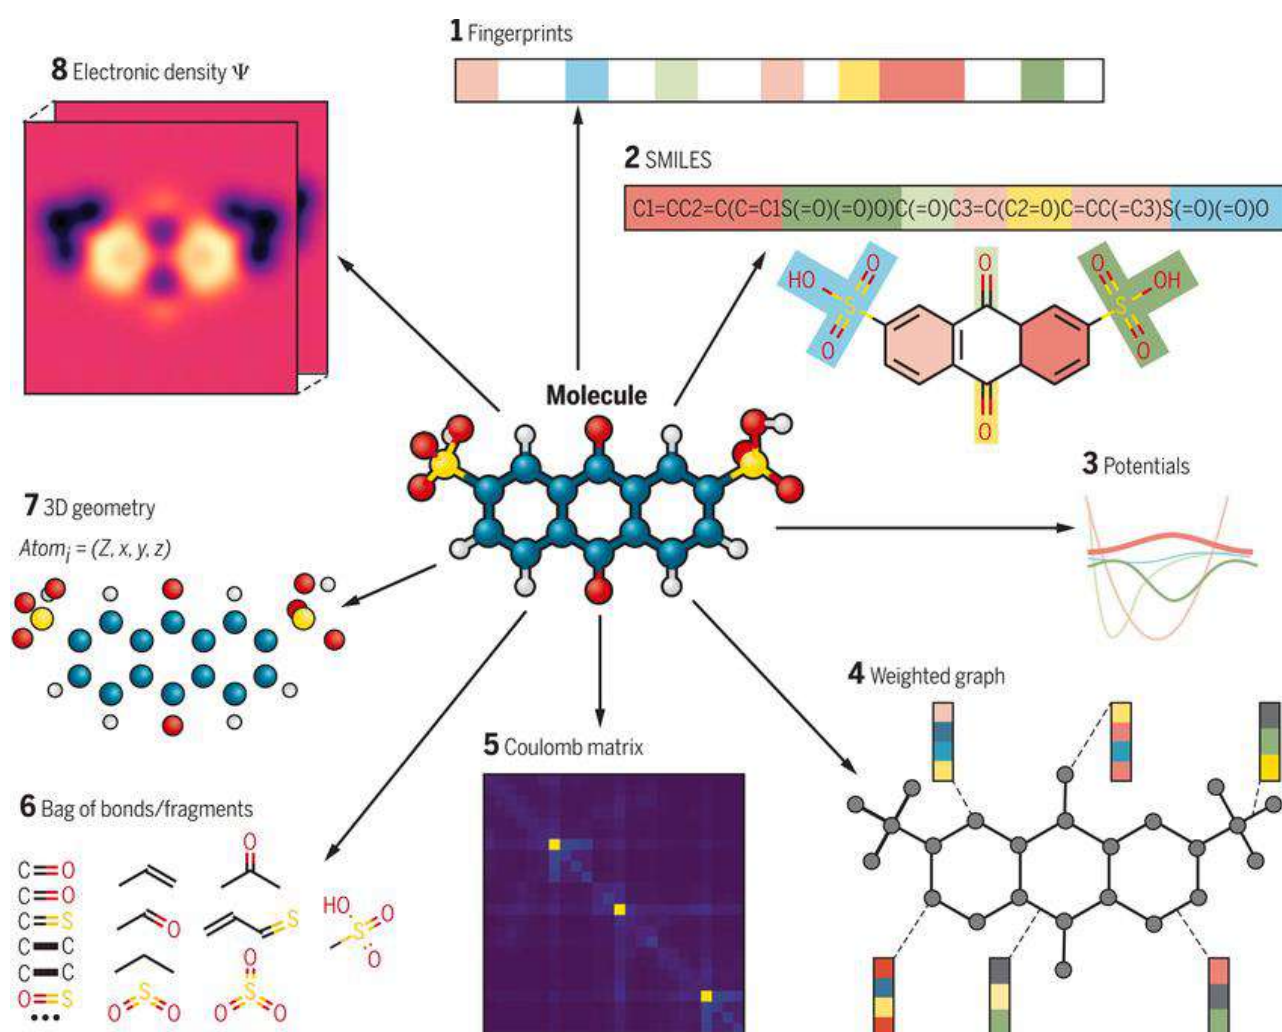 1 Fingerprints
8 Electronic density Ψ
2 SMILES
C1=CC2=C(C=C1S(=O)(=O)O)C(=O)C3=C(C2=O)C=CC(=C3)S(=O)(=O)O
O
O
O
HO
O
OH
S
S
O
O
O
Molecule
3 Potentials
7 3D geometry
Atomi = (Z, x, y, z)
4 Weighted graph
5 Coulomb matrix
6 Bag of bonds/fragments
O
C=O
C=O
HO
O
C=S
O
S
S
C C
O
C C
O
O=S
S
S
•••
O O
O O